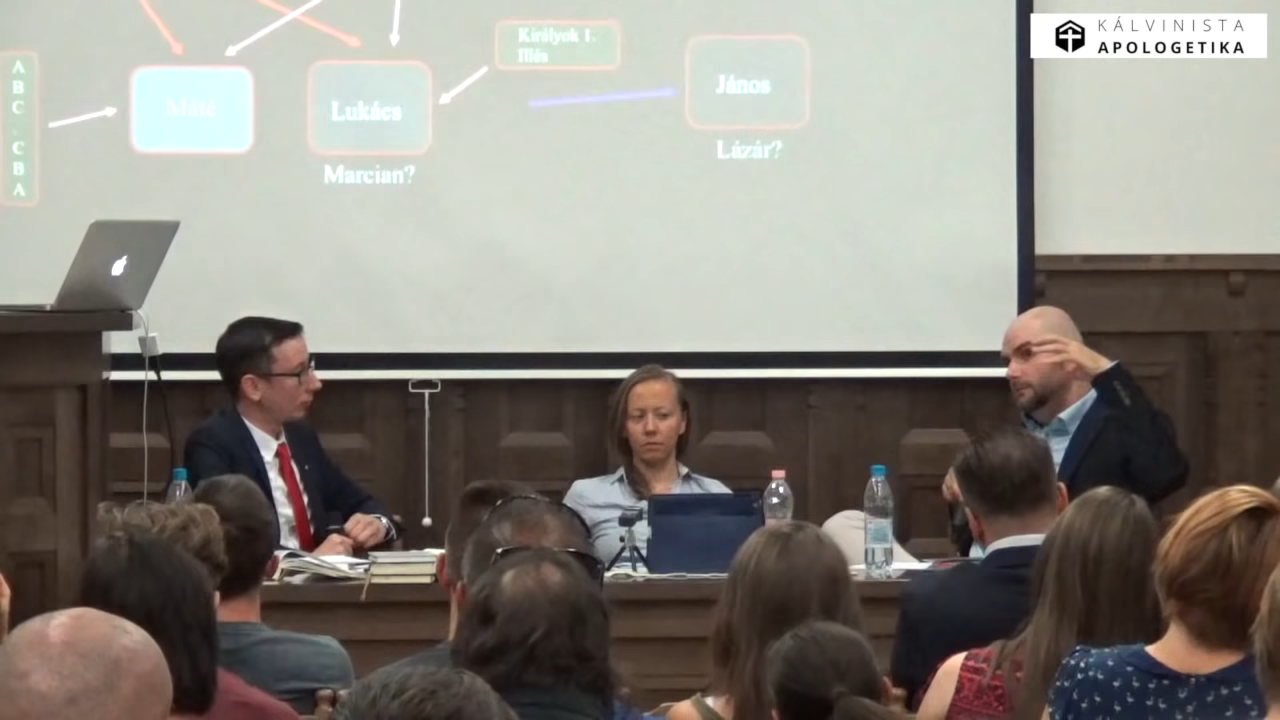 KÁLVINISTA
APOLOGETIKA
Királyok 1.
Illés
A
B
C
.
C
B
A
Máté
Lukács
János
Marcian?
Lázár?